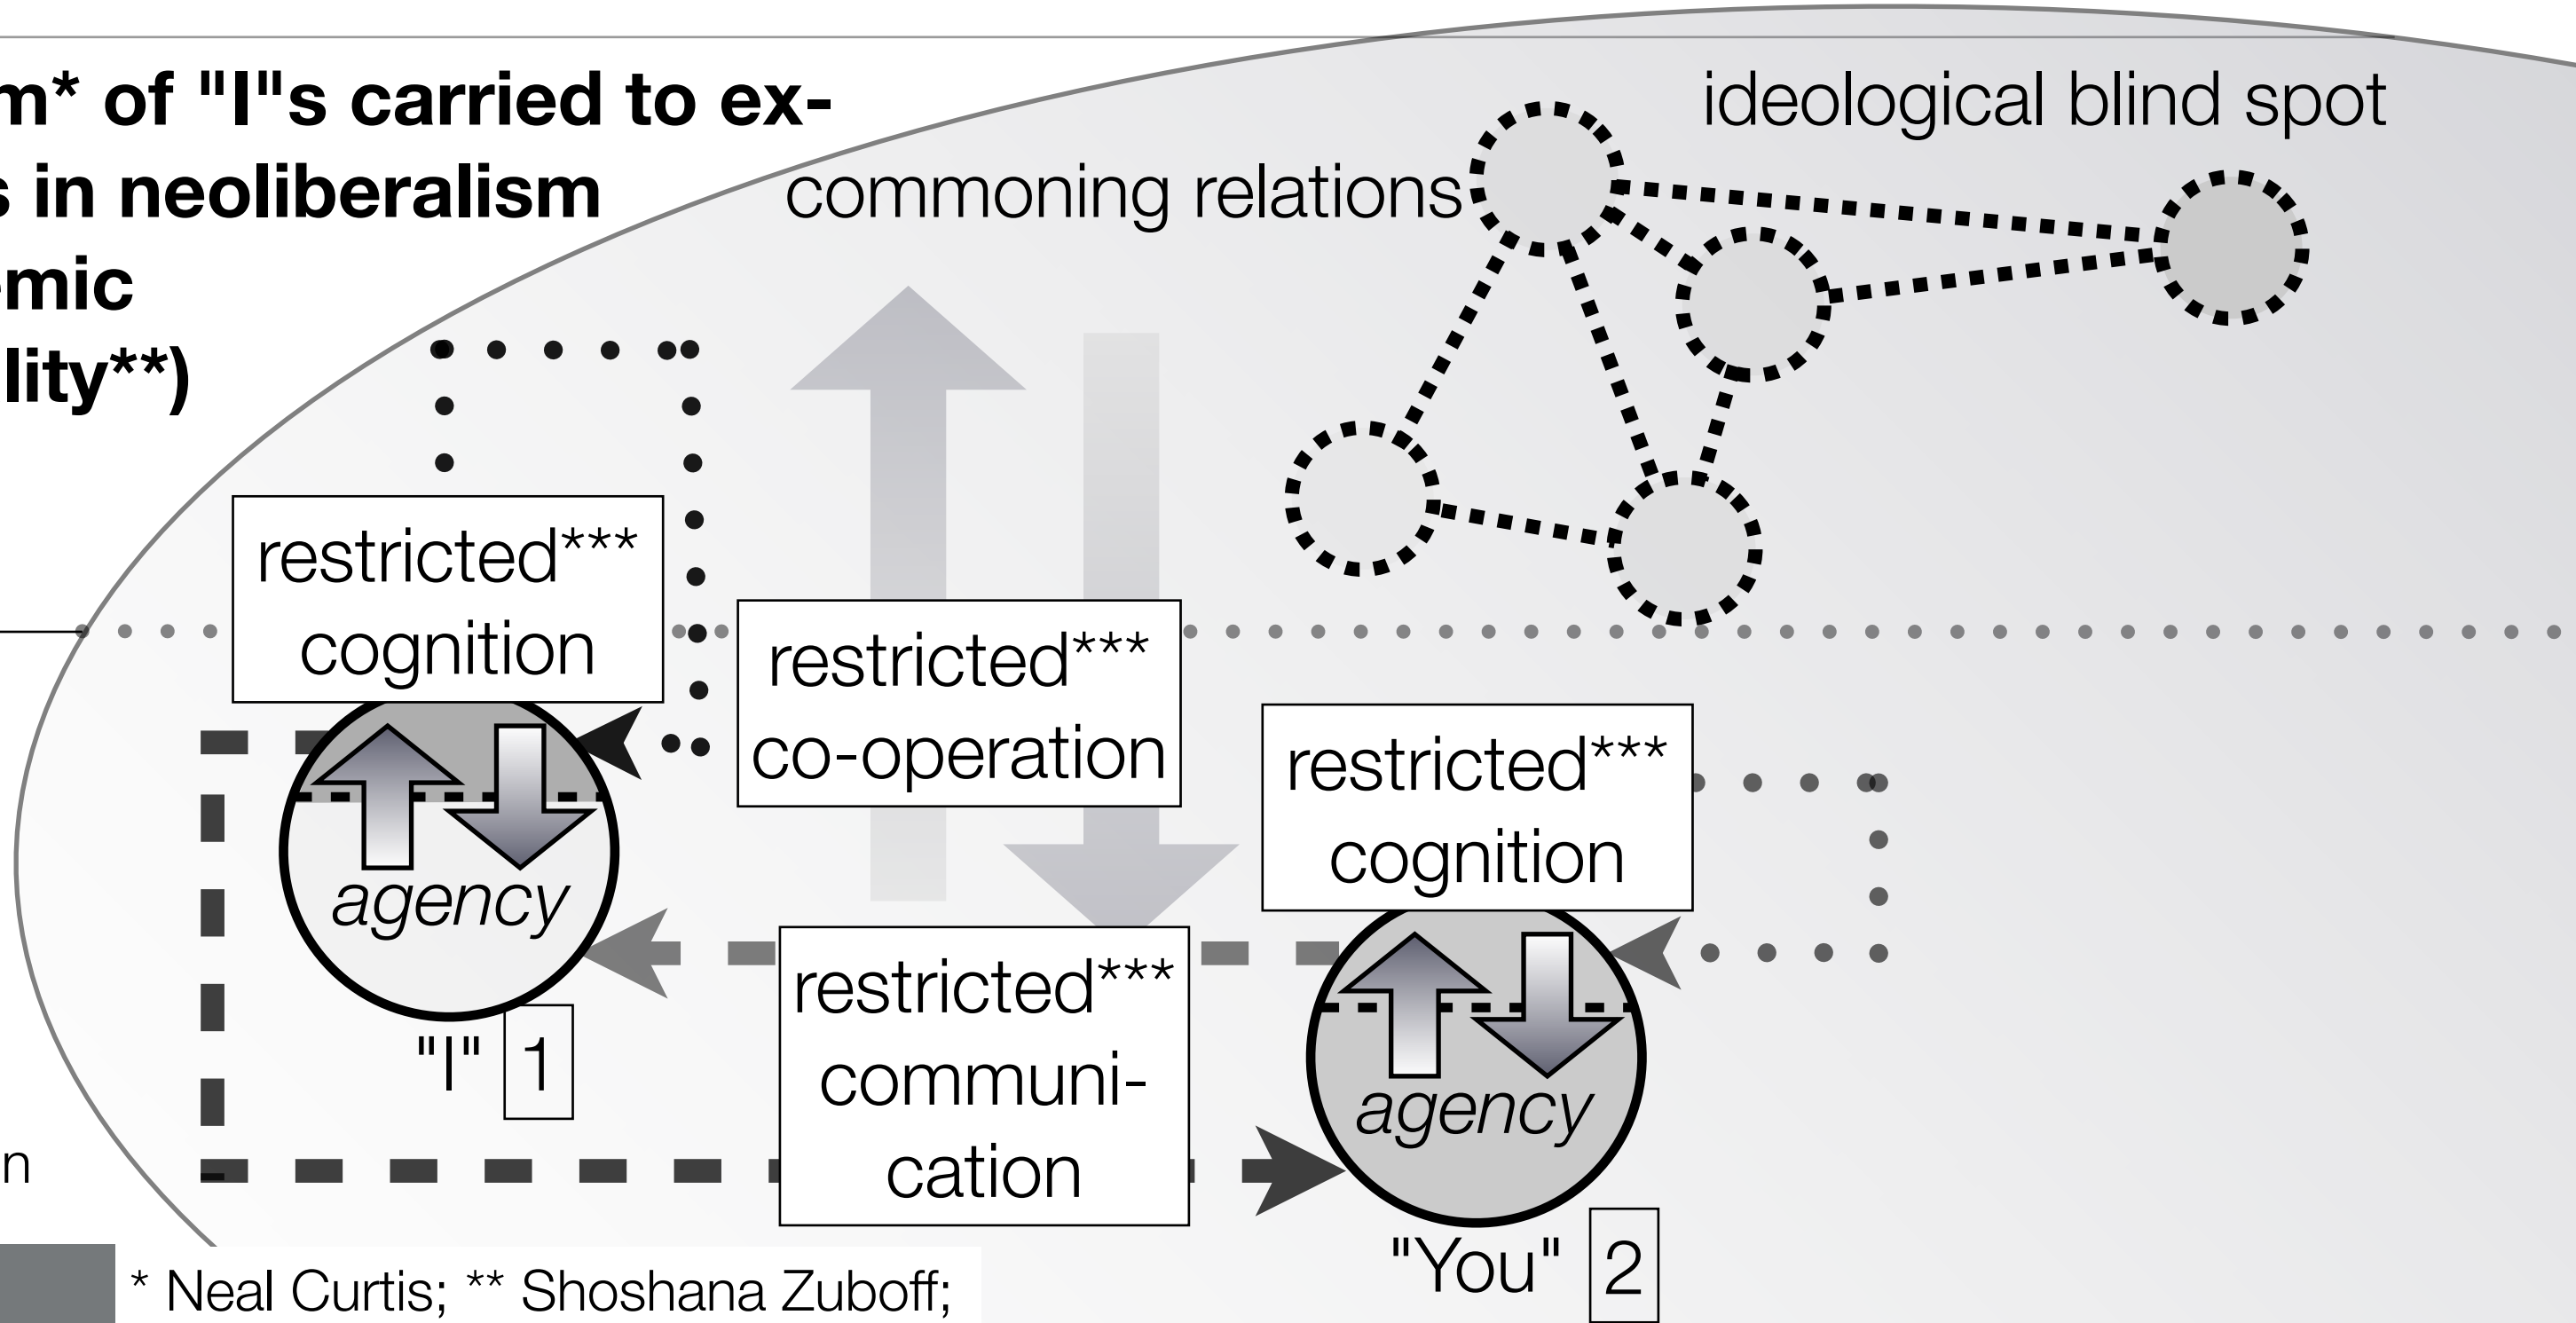 m* of "I"s carried to ex-
s in neoliberalism
emic
lity**)
ideological blind spot
commoning relations
restricted***
cognition
restricted***
co-operation
restricted***
cognition
agency
"I" 1
restricted***
communi-
cation
agency
"You" 2
n
* Neal Curtis; ** Shoshana Zuboff;